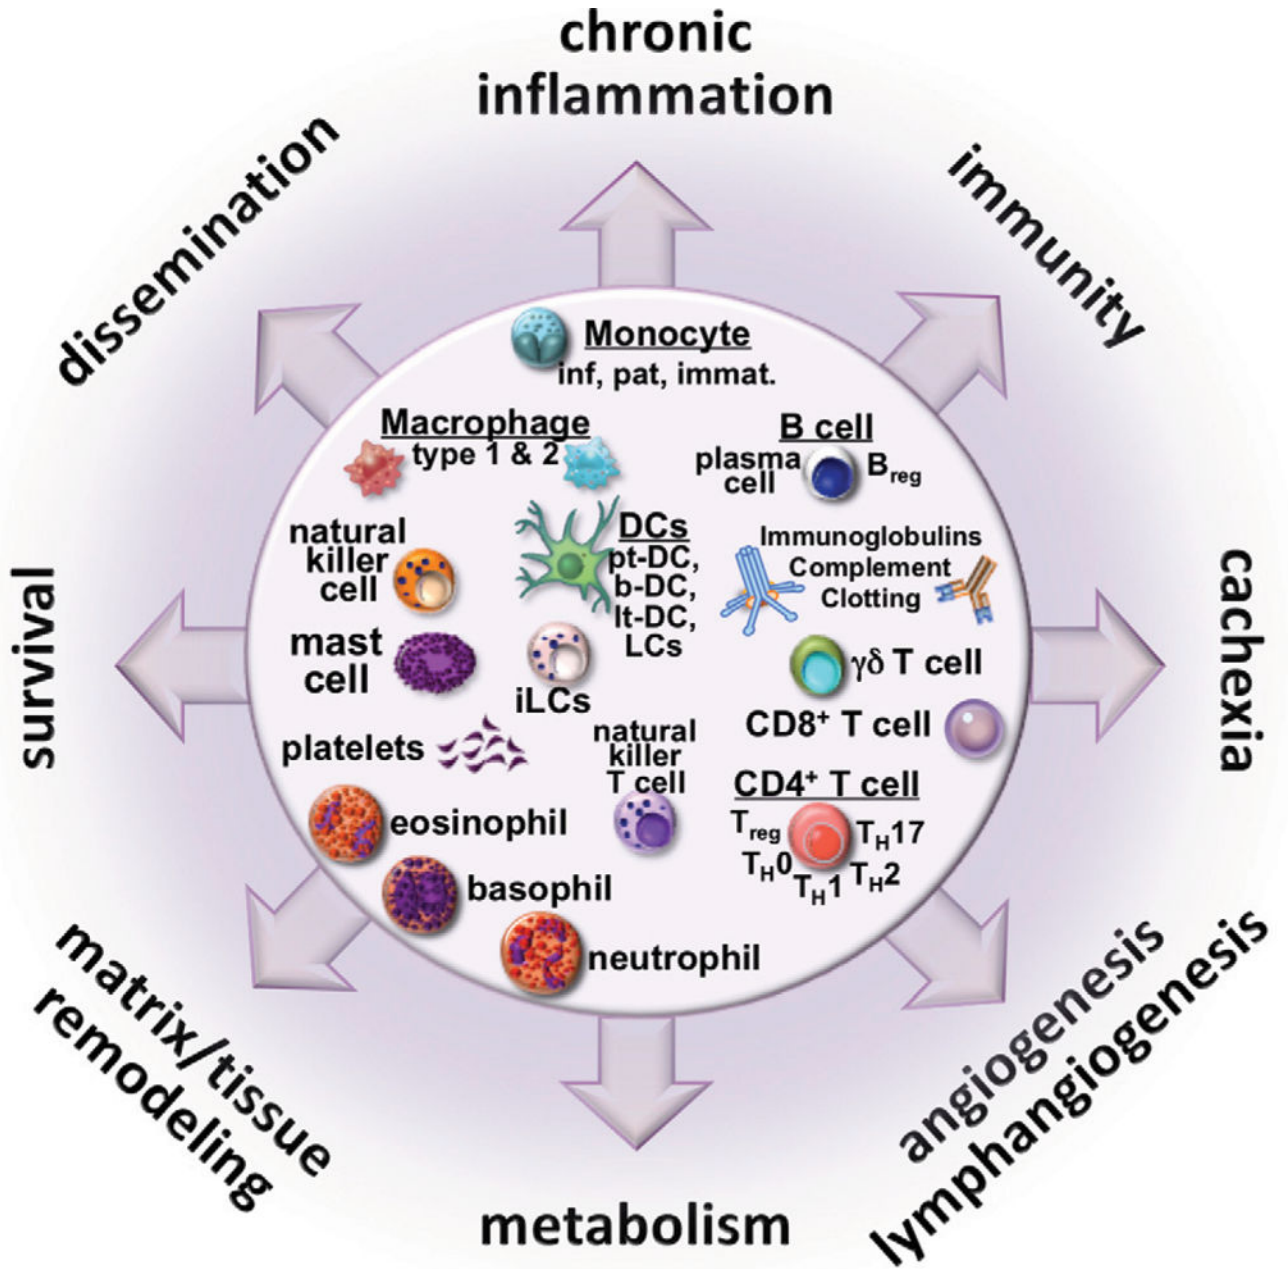 chronic
inflammation
dissemination
immunity
Monocyte
inf, pat, immat.
Macrophage
type 1 & 2
B cell
plasma
cell
Breg
natural
killer
cell
DCs
pt-DC,
b-DC,
lt-DC,
LCs
Immunoglobulins
Complement
Clotting
survival
cachexia
mast
cell
iLCs
γδ T cell
CD8+ T cell
platelets
natural
killer
T cell
CD4+ T cell
Treg
TH17
TH0
TH1
TH2
eosinophil
basophil
neutrophil
matrix/tissue
remodeling
angiogenesis
lymphangiogenesis
metabolism